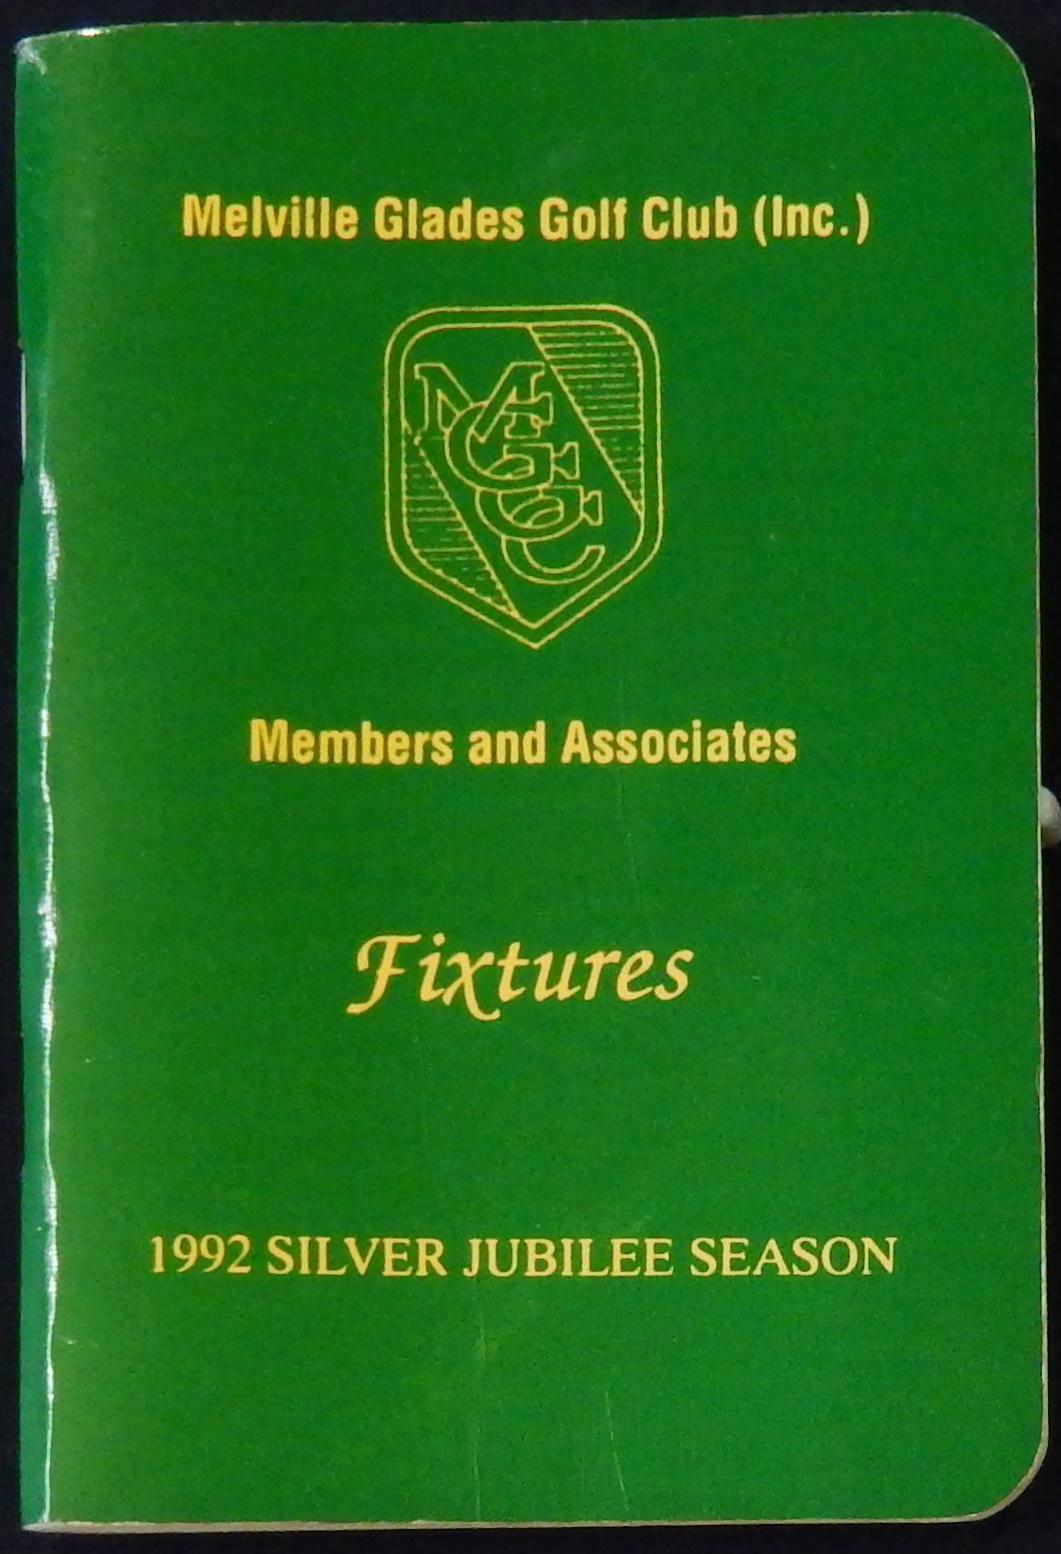 Melville Glades Golf Club (Inc.)
MGGC
Members and Associates
Fixtures
1992 SILVER JUBILEE SEASON